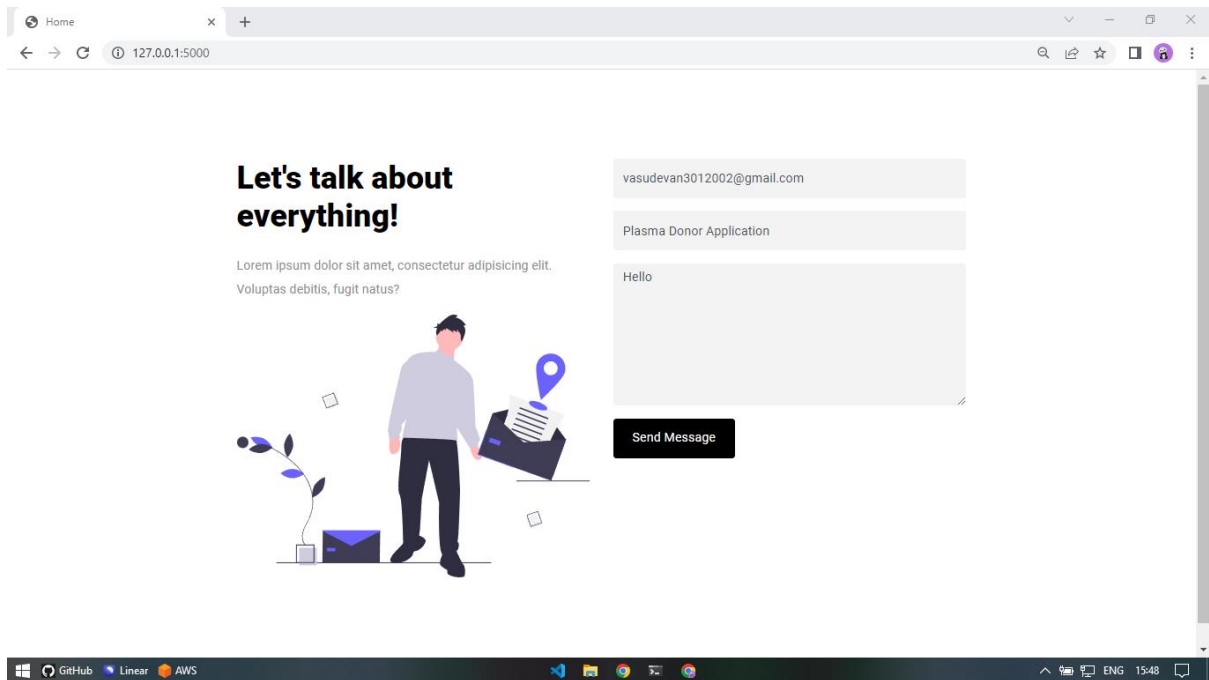 Home
127.0.0.1:5000
Let's talk about
everything!
Lorem ipsum dolor sit amet, consectetur adipisicing elit.
Voluptas debitis, fugit natus?
vasudevan3012002@gmail.com
Plasma Donor Application
Hello
Send Message
GitHub
Linear
AWS
ENG
15:48